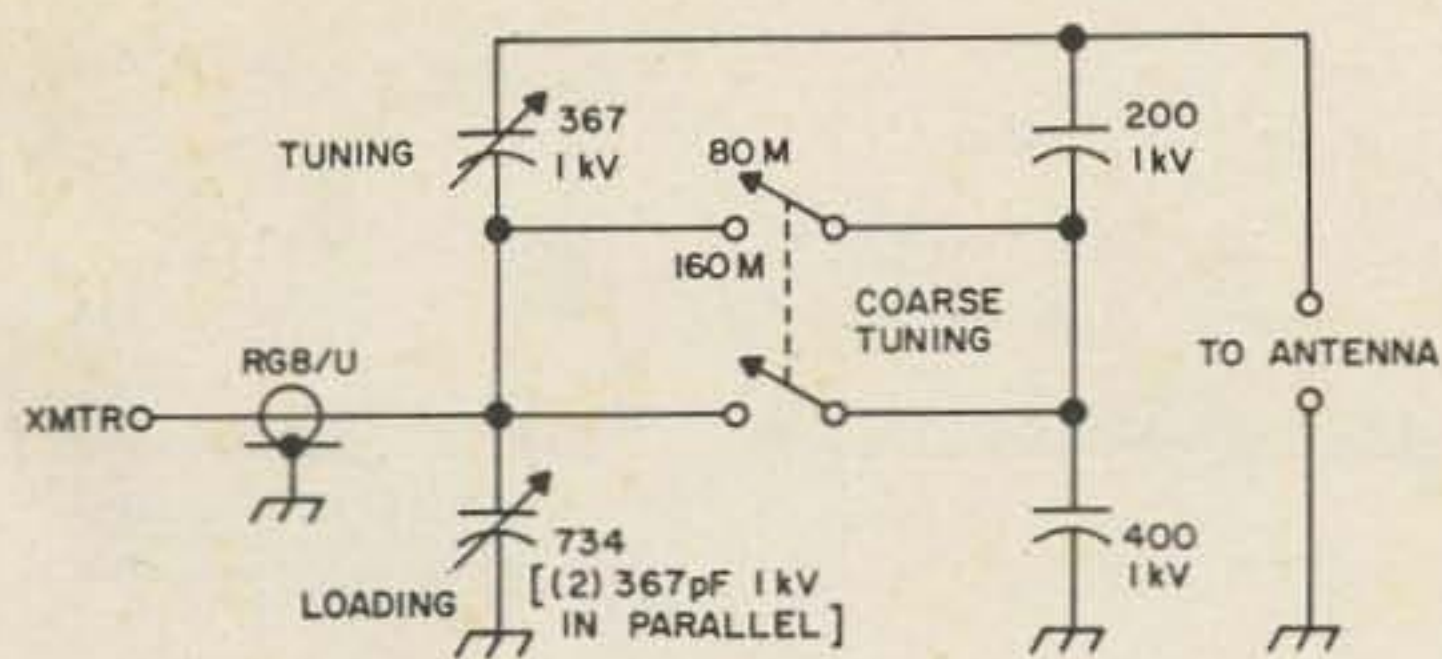 367
1 kV
TUNING
200
1 kV
80 M
160 M
COARSE
TUNING
TO ANTENNA
RG8/U
XMTR
734
[(2) 367pF 1 kV
IN PARALLEL]
LOADING
400
1 kV